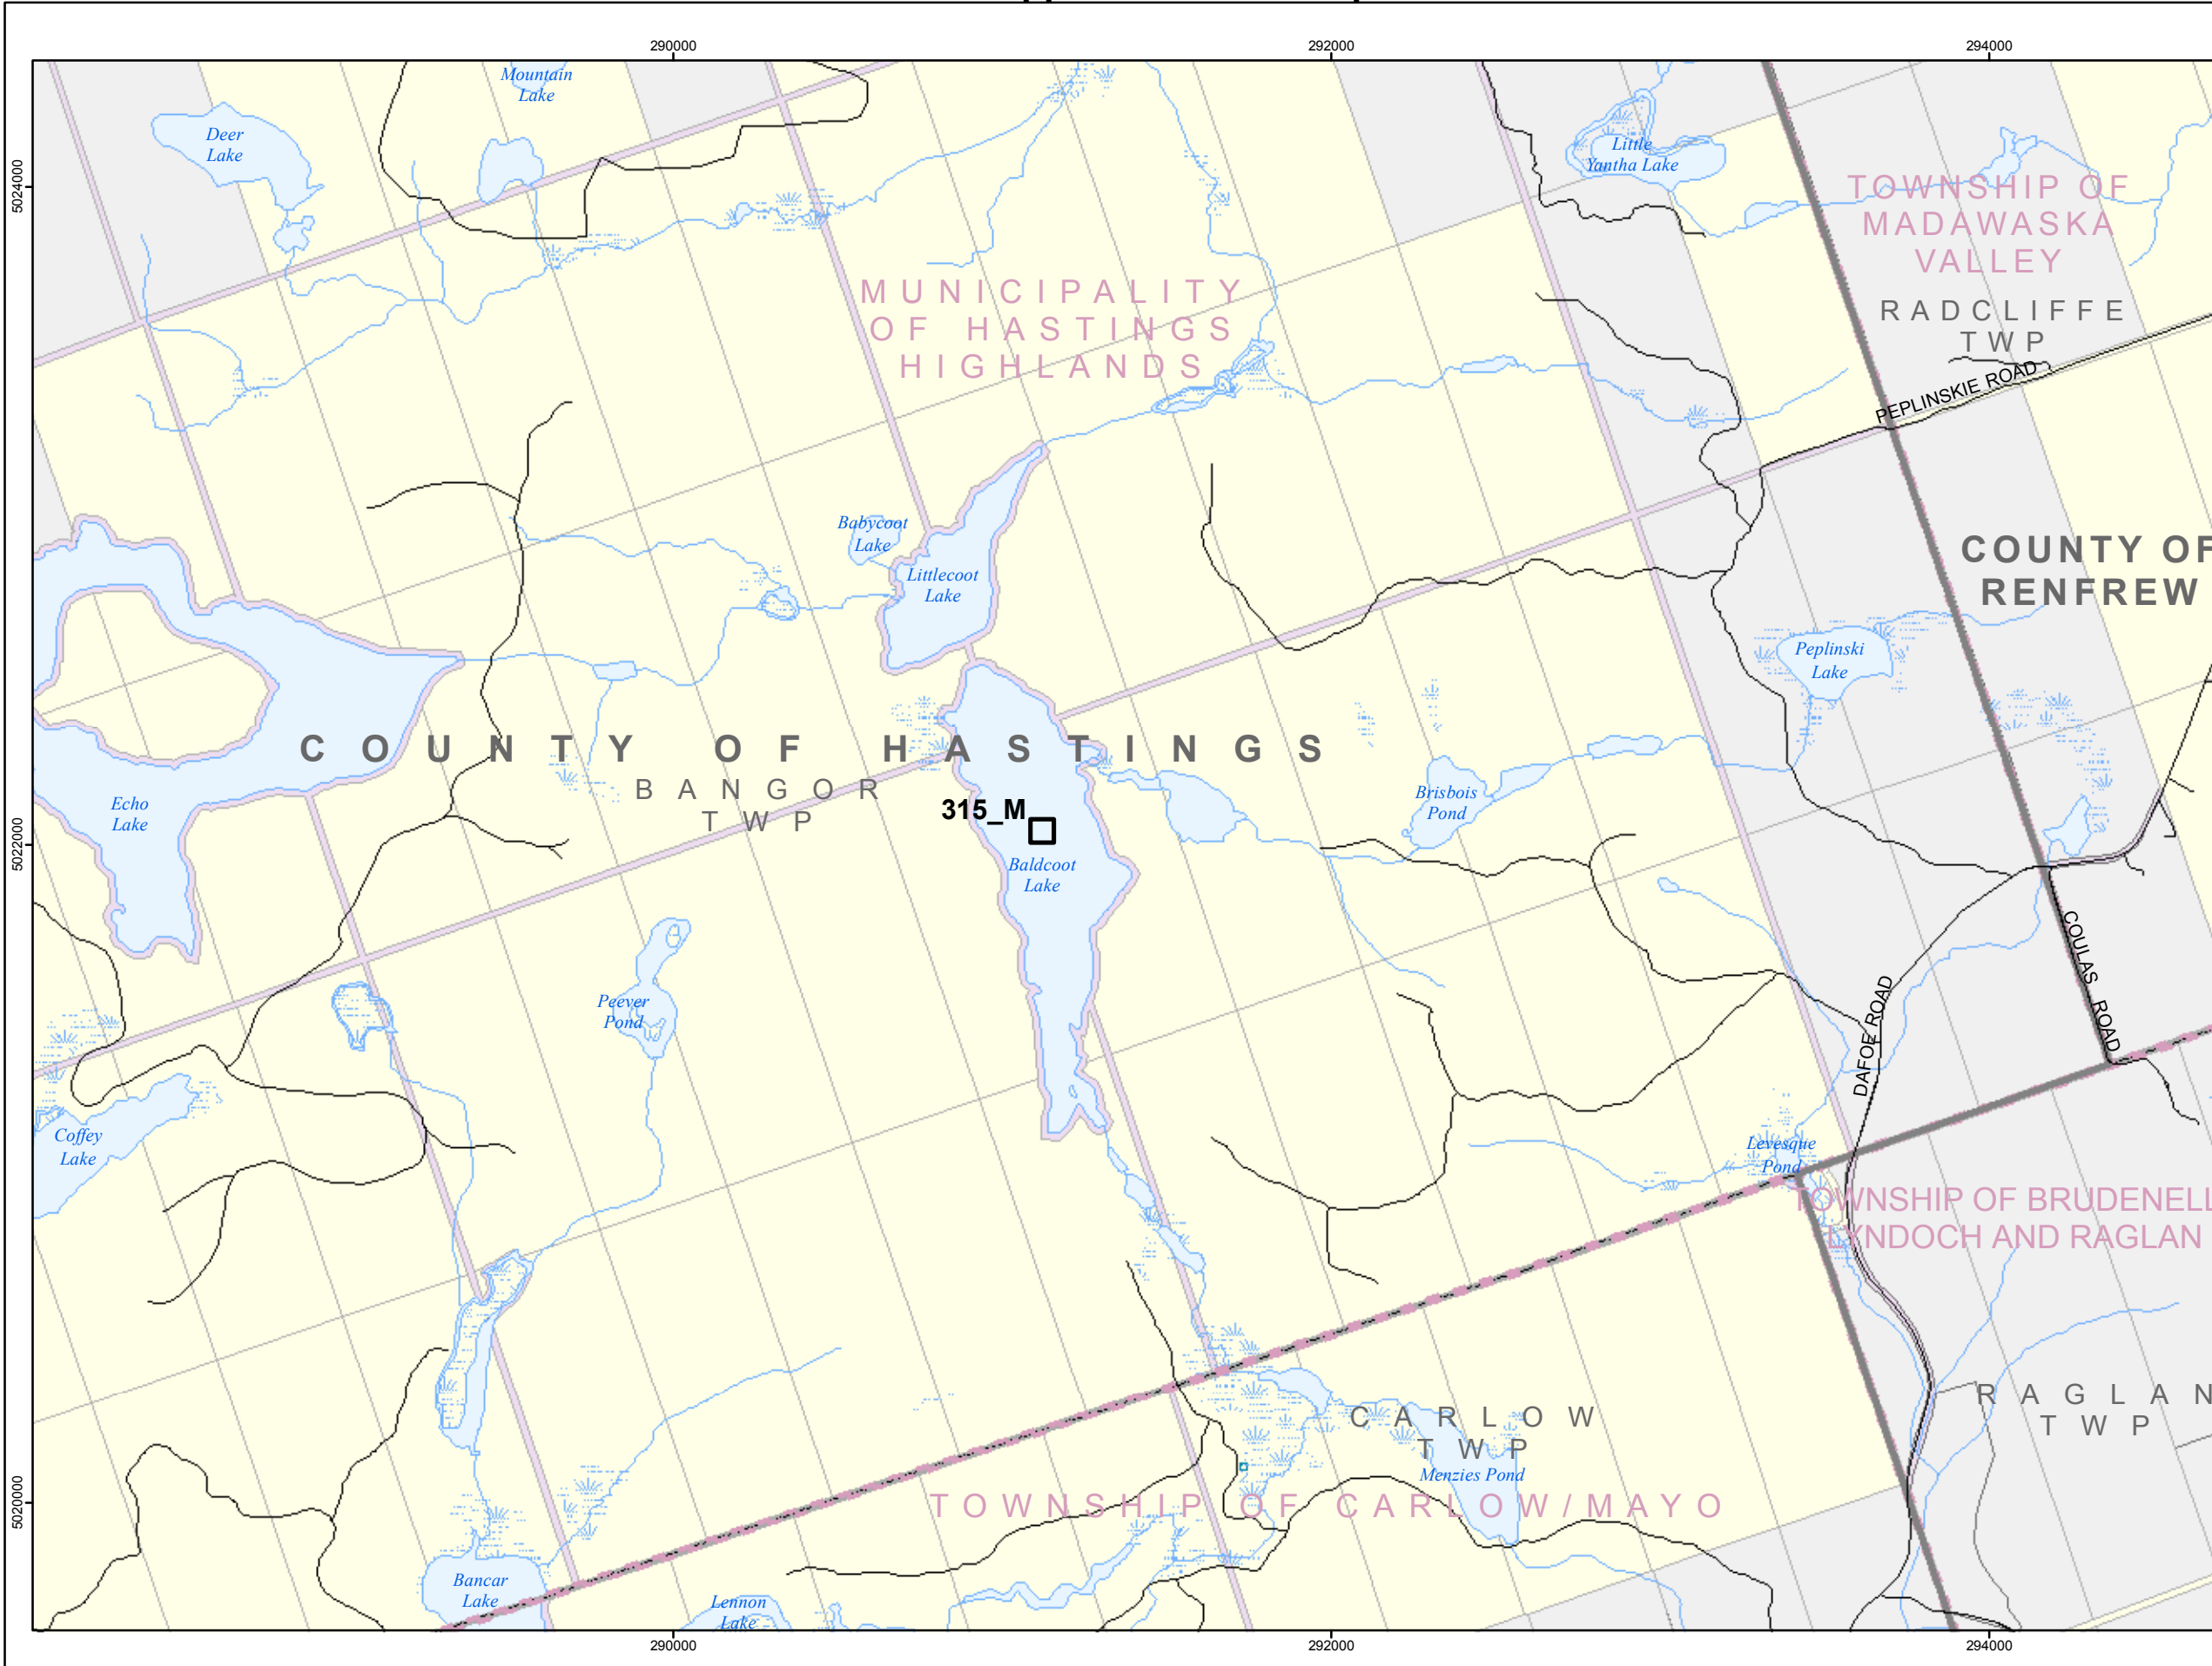 290000
292000
294000
Mountain
Lake
Deer
Lake
Little
Yantha Lake
5024000
TOWNSHIP OF
MADAWASKA
VALLEY
RADCLIFFE
TWP
MUNICIPALITY
OF HASTINGS
HIGHLANDS
PEPLINSKIE ROAD
Babycoot
Lake
Littlecoot
Lake
COUNTY OF
RENFREW
Peplinski
Lake
COUNTY OF HASTINGS
BANGOR
TWP
315_M
Echo
Lake
Brisbois
Pond
5022000
Baldcoot
Lake
Peever
Pond
COULAS ROAD
DAFOE ROAD
Coffey
Lake
Levesque
Pond
TOWNSHIP OF BRUDENELL
LYNDOCH AND RAGLAN
RAGLAN
TWP
CARLOW
TWP
Menzies Pond
5020000
TOWNSHIP OF CARLOW/MAYO
Bancar
Lake
Lennon
Lake
290000
292000
294000